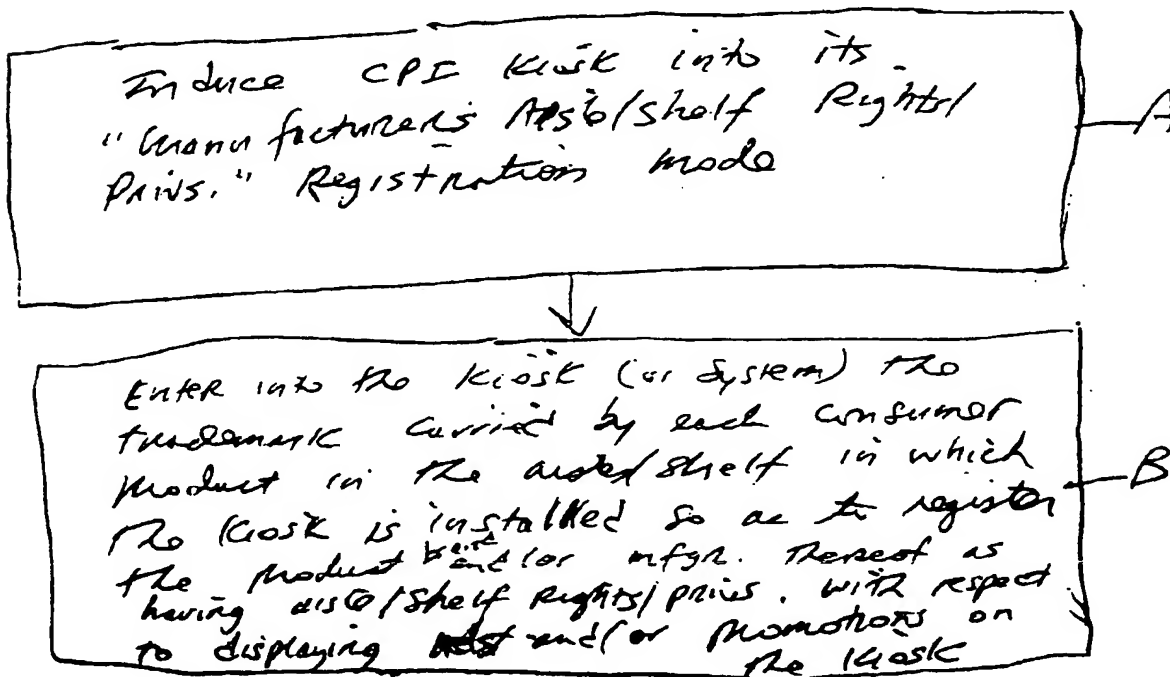 Induce CPI Kiosk into its
"Manufacturer's Aisle/Shelf Rights/
Privs." Registration mode
A
Enter into the Kiosk (or System) the
trademark carried by each consumer
product in the aisle/shelf in which
the Kiosk is installed so as to register
the product and/or mfgr. thereof as
having aisle/shelf Rights/privs. with respect
to displaying and/or promotions on
the Kiosk
B